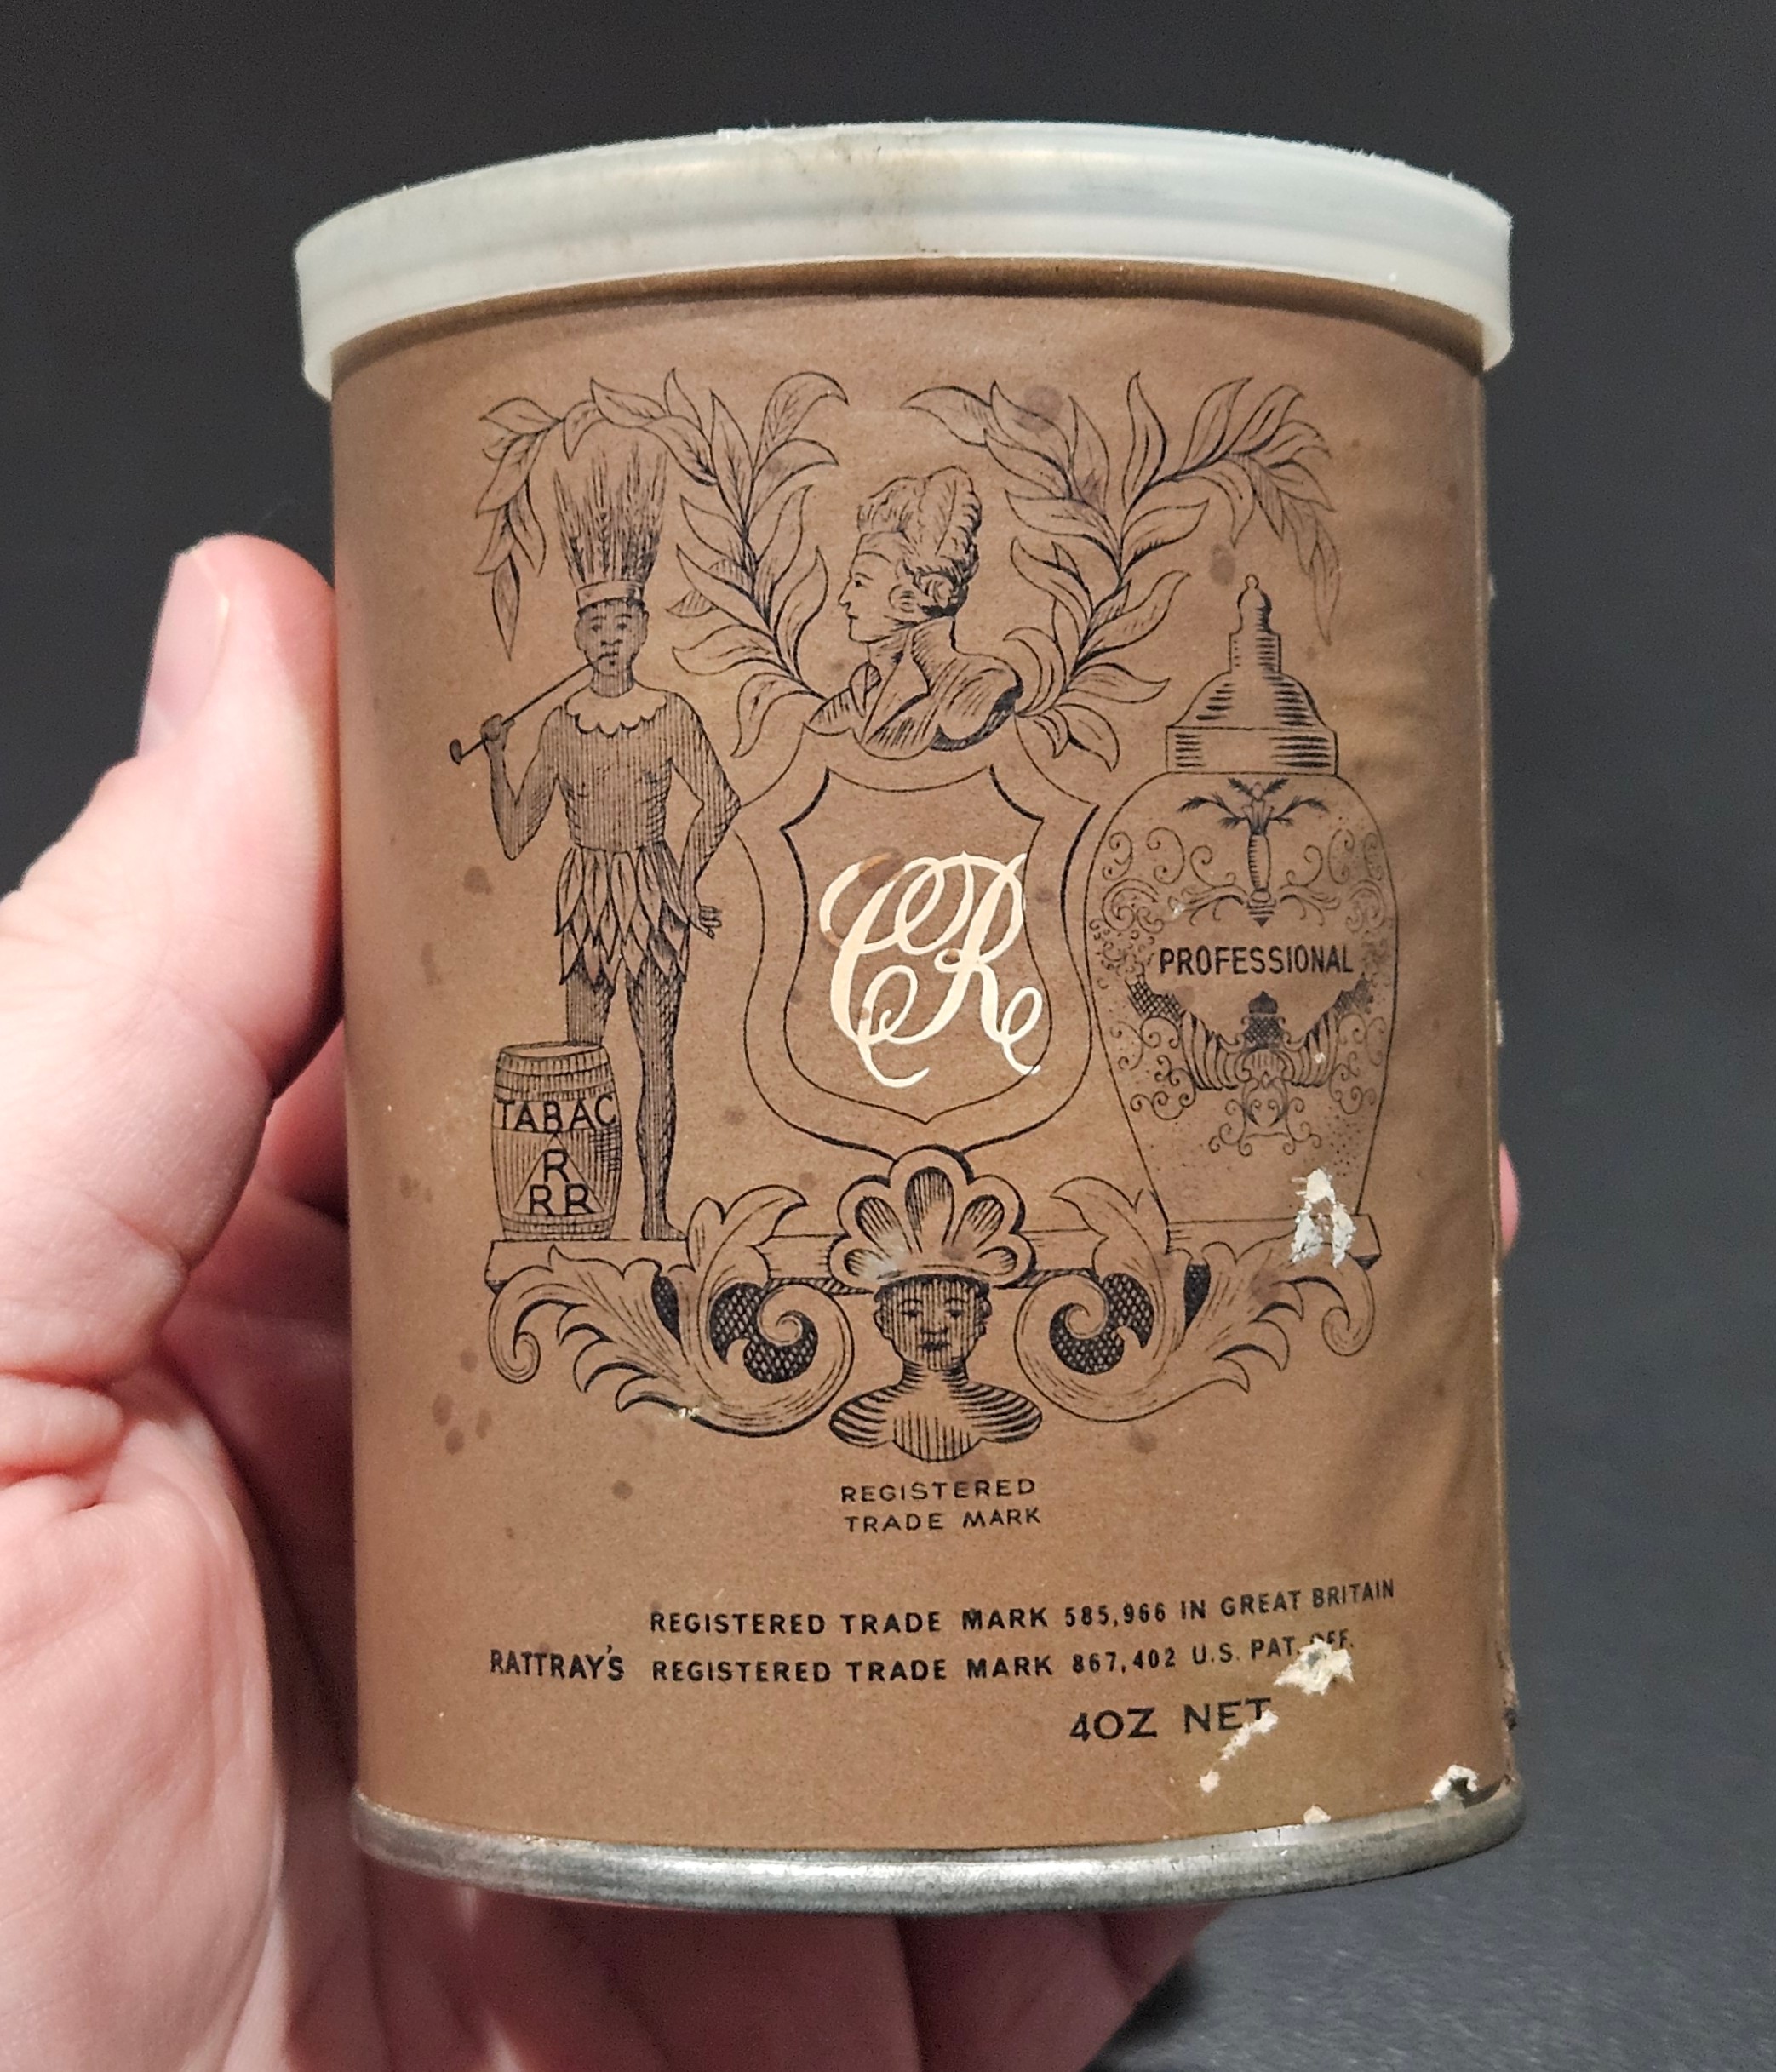 CR
PROFESSIONAL
TABAC
R
RR
REGISTERED
TRADE MARK
REGISTERED TRADE MARK 585,966 IN GREAT BRITAIN
RATTRAY'S REGISTERED TRADE MARK 867,402 U.S. PAT. OFF.
4OZ NET